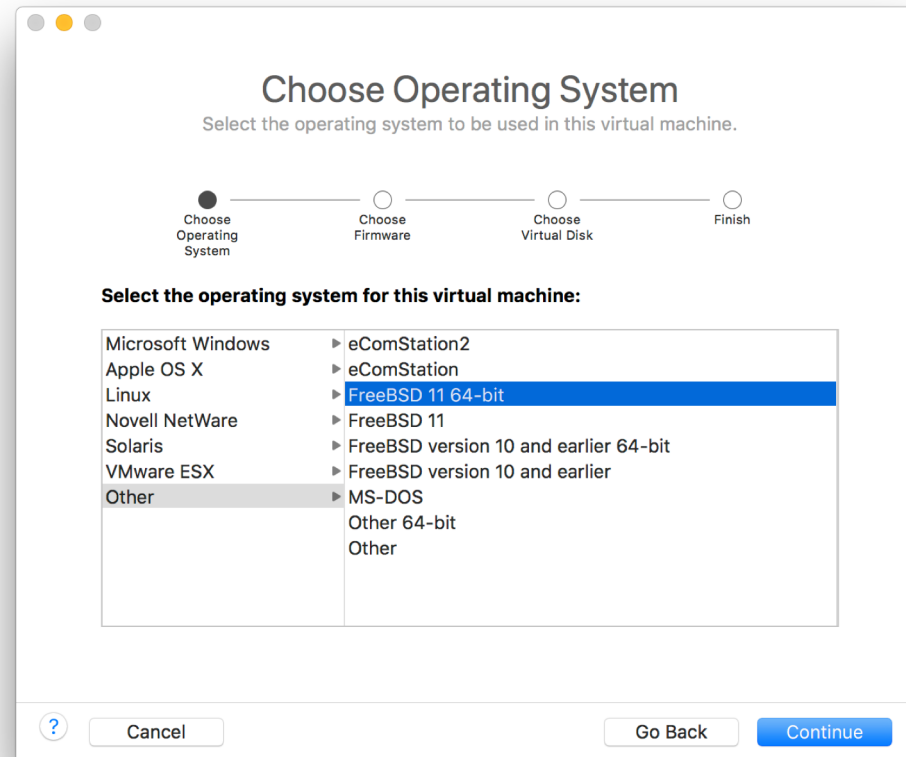 Choose Operating System
Select the operating system to be used in this virtual machine.
Choose
Operating
System
Choose
Firmware
Choose
Virtual Disk
Finish
Select the operating system for this virtual machine:
Microsoft Windows
Apple OS X
Linux
Novell NetWare
Solaris
VMware ESX
Other
eComStation2
eComStation
FreeBSD 11 64-bit
FreeBSD 11
FreeBSD version 10 and earlier 64-bit
FreeBSD version 10 and earlier
MS-DOS
Other 64-bit
Other
?
Cancel
Go Back
Continue